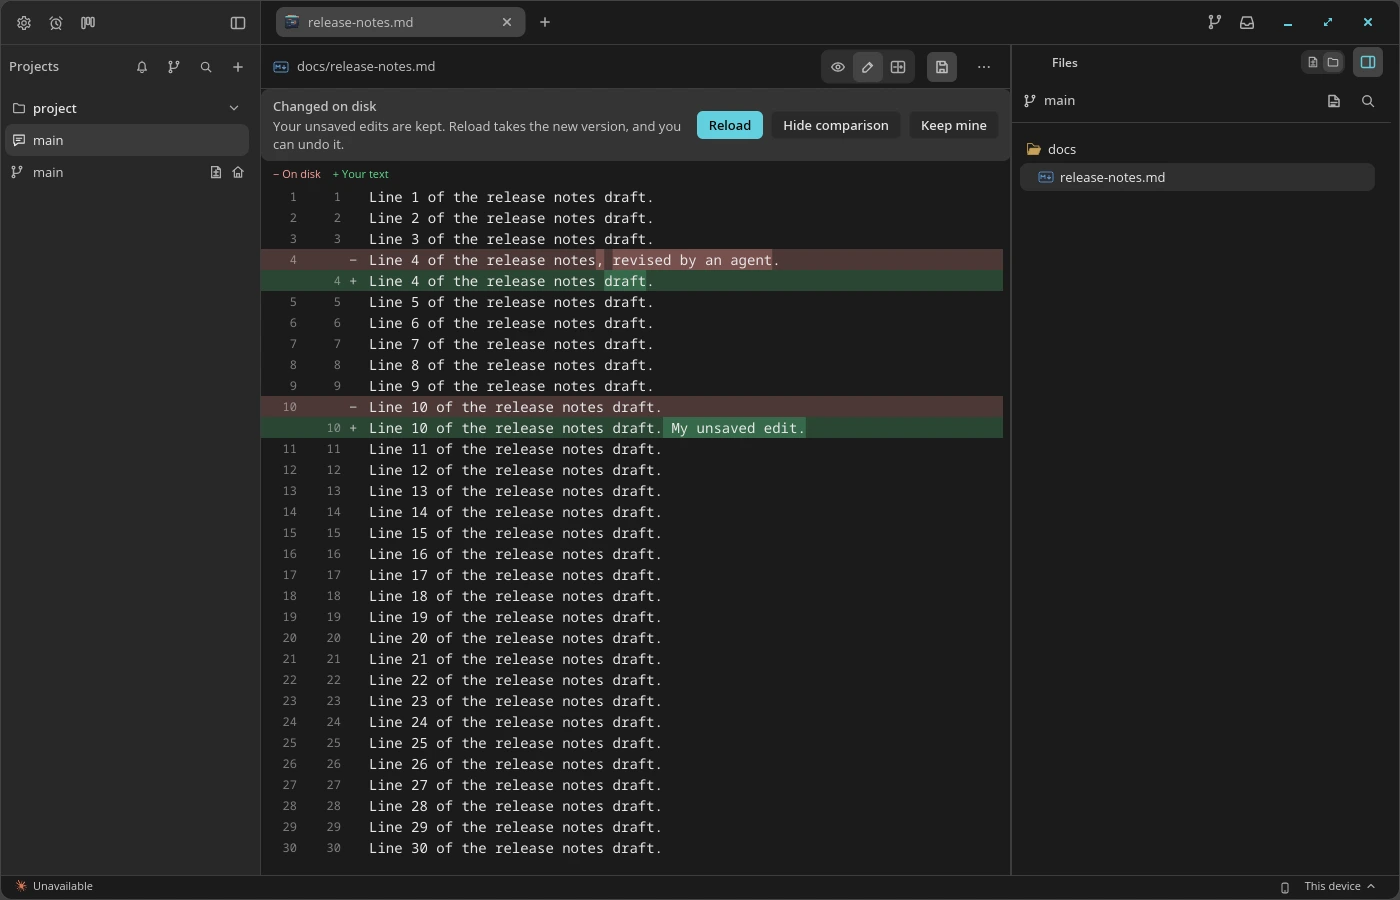 release-notes.md
Projects
docs/release-notes.md
Files
project
main
main
Changed on disk
Your unsaved edits are kept. Reload takes the new version, and you
can undo it.
Reload
Hide comparison
Keep mine
main
docs
release-notes.md
− On disk + Your text
1 1 Line 1 of the release notes draft.
2 2 Line 2 of the release notes draft.
3 3 Line 3 of the release notes draft.
4 − Line 4 of the release notes, revised by an agent.
4 + Line 4 of the release notes draft.
5 5 Line 5 of the release notes draft.
6 6 Line 6 of the release notes draft.
7 7 Line 7 of the release notes draft.
8 8 Line 8 of the release notes draft.
9 9 Line 9 of the release notes draft.
10 − Line 10 of the release notes draft.
10 + Line 10 of the release notes draft. My unsaved edit.
11 11 Line 11 of the release notes draft.
12 12 Line 12 of the release notes draft.
13 13 Line 13 of the release notes draft.
14 14 Line 14 of the release notes draft.
15 15 Line 15 of the release notes draft.
16 16 Line 16 of the release notes draft.
17 17 Line 17 of the release notes draft.
18 18 Line 18 of the release notes draft.
19 19 Line 19 of the release notes draft.
20 20 Line 20 of the release notes draft.
21 21 Line 21 of the release notes draft.
22 22 Line 22 of the release notes draft.
23 23 Line 23 of the release notes draft.
24 24 Line 24 of the release notes draft.
25 25 Line 25 of the release notes draft.
26 26 Line 26 of the release notes draft.
27 27 Line 27 of the release notes draft.
28 28 Line 28 of the release notes draft.
29 29 Line 29 of the release notes draft.
30 30 Line 30 of the release notes draft.
Unavailable
This device